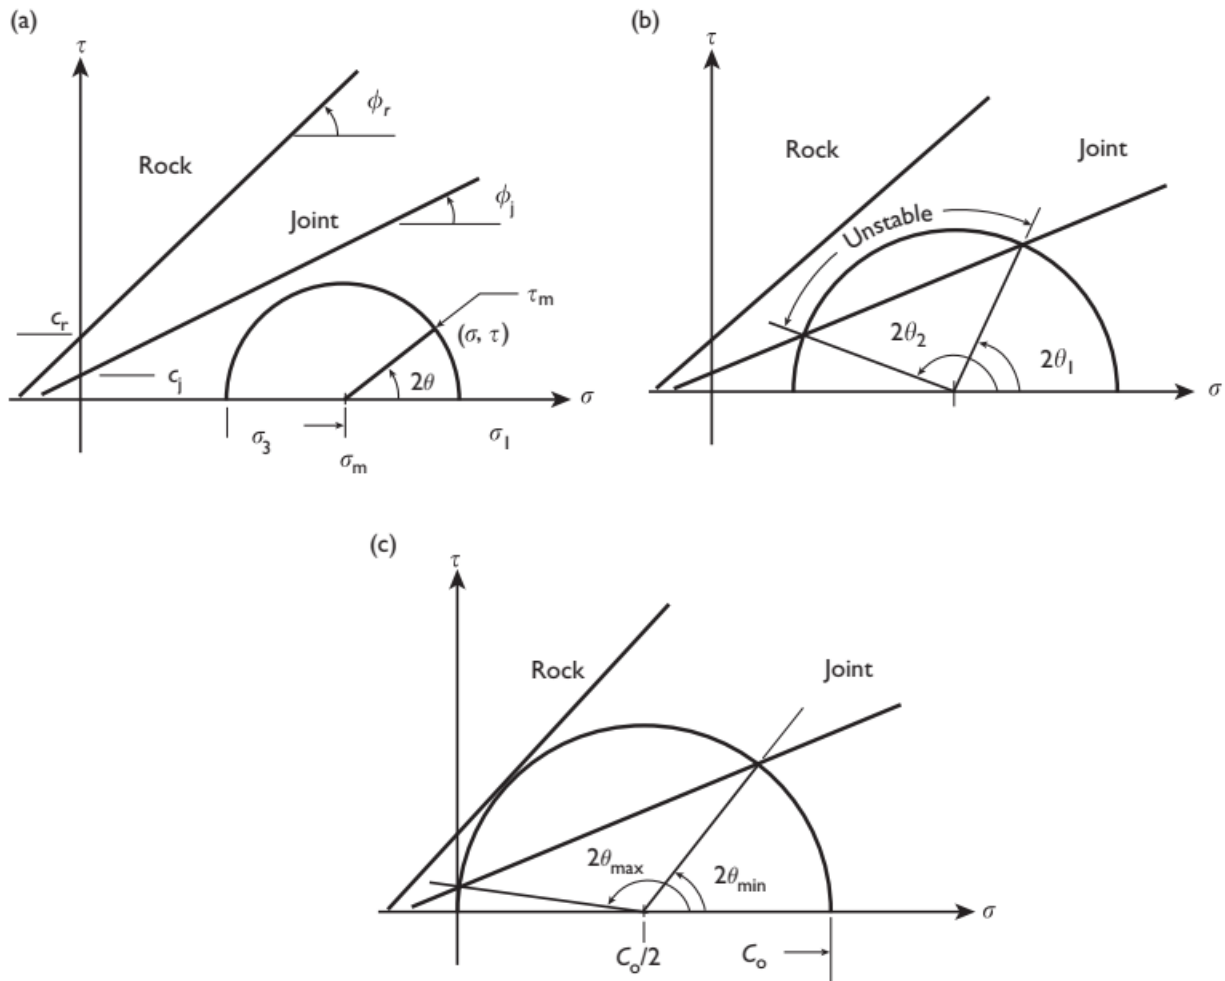 (a)
τ
ϕr
Rock
Joint
ϕj
cr
cj
τm
(σ, τ)
2θ
σ
σ3
σm
σ1
(b)
τ
Rock
Joint
Unstable
2θ2
2θ1
σ
(c)
τ
Rock
Joint
2θmax
2θmin
σ
Co/2
Co